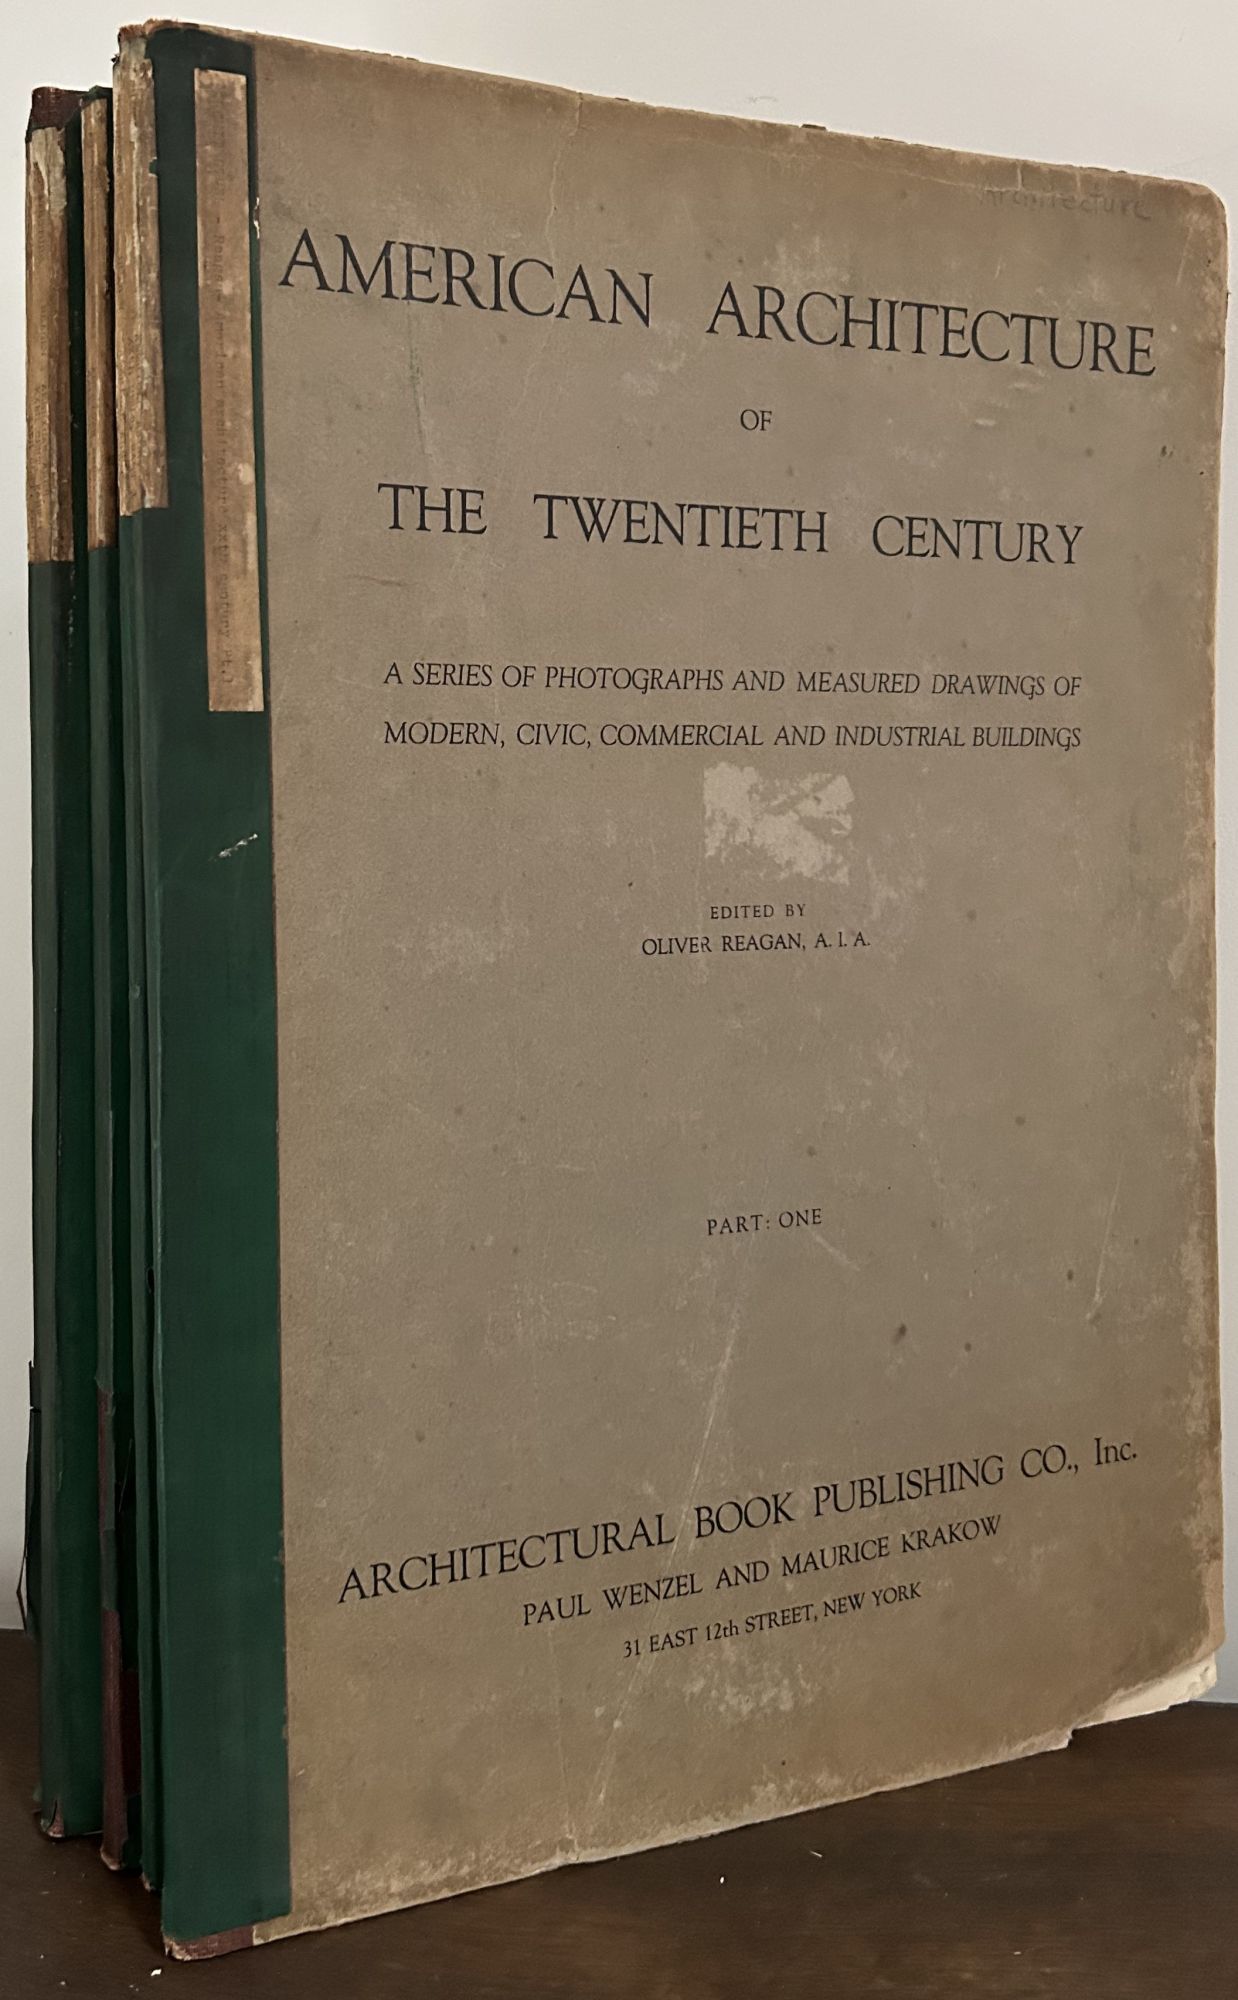 Architecture
AMERICAN ARCHITECTURE
OF
THE TWENTIETH CENTURY
A SERIES OF PHOTOGRAPHS AND MEASURED DRAWINGS OF
MODERN, CIVIC, COMMERCIAL AND INDUSTRIAL BUILDINGS
EDITED BY
OLIVER REAGAN, A. I. A.
PART: ONE
ARCHITECTURAL BOOK PUBLISHING CO., Inc.
PAUL WENZEL AND MAURICE KRAKOW
31 EAST 12th STREET, NEW YORK